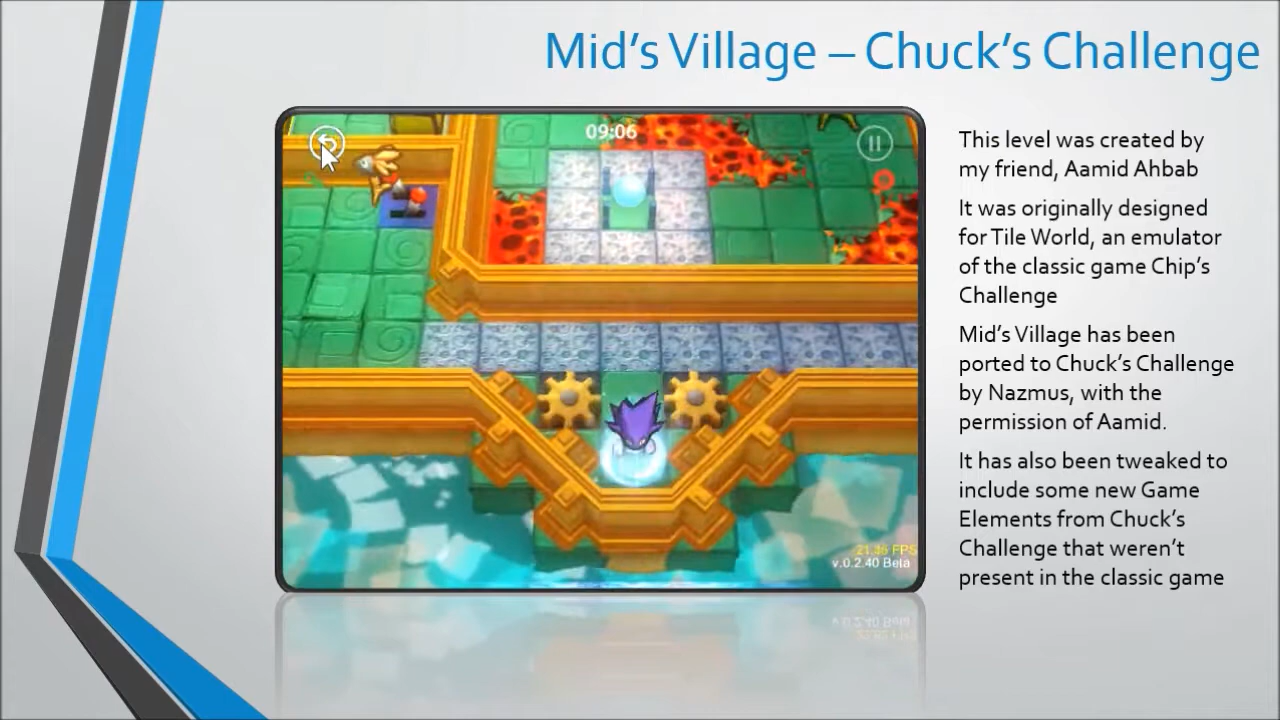 Mid's Village – Chuck's Challenge
09:06
This level was created by
my friend, Aamid Ahbab
It was originally designed
for Tile World, an emulator
of the classic game Chip's
Challenge
Mid's Village has been
ported to Chuck's Challenge
by Nazmus, with the
permission of Aamid.
It has also been tweaked to
include some new Game
Elements from Chuck's
Challenge that weren't
present in the classic game
FPS
v.0.2.40 Beta